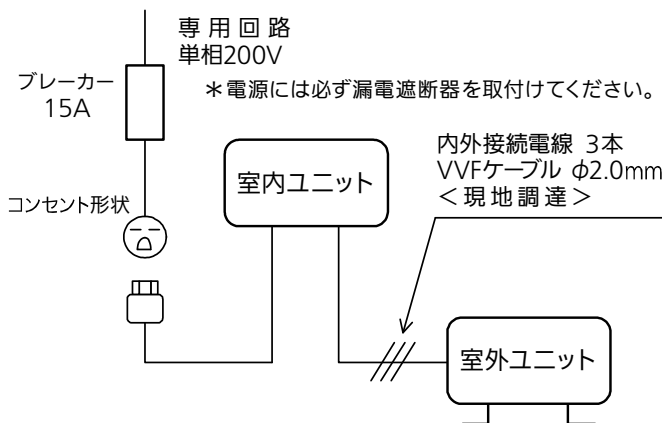 専用回路
単相200V
＊電源には必ず漏電遮断器を取付けてください。
ブレーカー
15A
内外接続電線 3本
VVFケーブル φ2.0mm
＜現地調達＞
室内ユニット
コンセント形状
室外ユニット